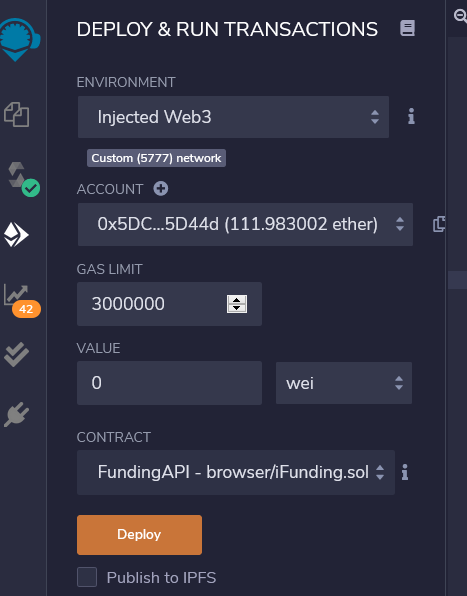 DEPLOY & RUN TRANSACTIONS
ENVIRONMENT
Injected Web3
Custom (5777) network
ACCOUNT
0x5DC...5D44d (111.983002 ether)
GAS LIMIT
3000000
42
VALUE
0 wei
CONTRACT
FundingAPI - browser/iFunding.sol
Deploy
Publish to IPFS